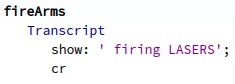 fireArms
Transcript
show: ' firing LASERS';
cr